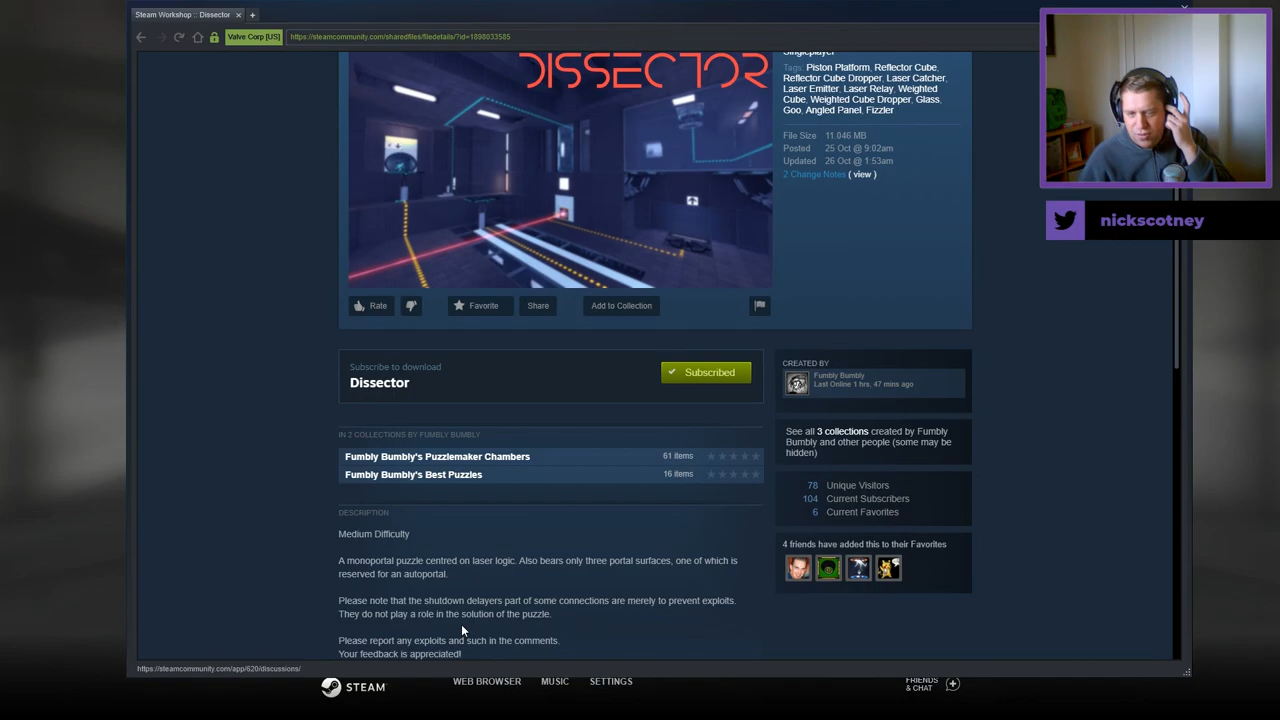 Steam Workshop :: Dissector
Valve Corp [US]
https://steamcommunity.com/sharedfiles/filedetails/?id=1898033585
DISSECTOR
Singleplayer
Tags: Piston Platform, Reflector Cube,
Reflector Cube Dropper, Laser Catcher,
Laser Emitter, Laser Relay, Weighted
Cube, Weighted Cube Dropper, Glass,
Goo, Angled Panel, Fizzler
File Size 11.046 MB
Posted 25 Oct @ 9:02am
Updated 26 Oct @ 1:53am
2 Change Notes ( view )
nickscotney
Rate
Favorite
Share
Add to Collection
Subscribe to download
Dissector
Subscribed
CREATED BY
Fumbly Bumbly
Last Online 1 hrs, 47 mins ago
IN 2 COLLECTIONS BY FUMBLY BUMBLY
Fumbly Bumbly's Puzzlemaker Chambers 61 items
Fumbly Bumbly's Best Puzzles 16 items
See all 3 collections created by Fumbly
Bumbly and other people (some may be
hidden)
78 Unique Visitors
104 Current Subscribers
6 Current Favorites
4 friends have added this to their Favorites
DESCRIPTION
Medium Difficulty
A monoportal puzzle centred on laser logic. Also bears only three portal surfaces, one of which is
reserved for an autoportal.
Please note that the shutdown delayers part of some connections are merely to prevent exploits.
They do not play a role in the solution of the puzzle.
Please report any exploits and such in the comments.
Your feedback is appreciated!
https://steamcommunity.com/app/620/discussions/
STEAM
WEB BROWSER
MUSIC
SETTINGS
FRIENDS
& CHAT